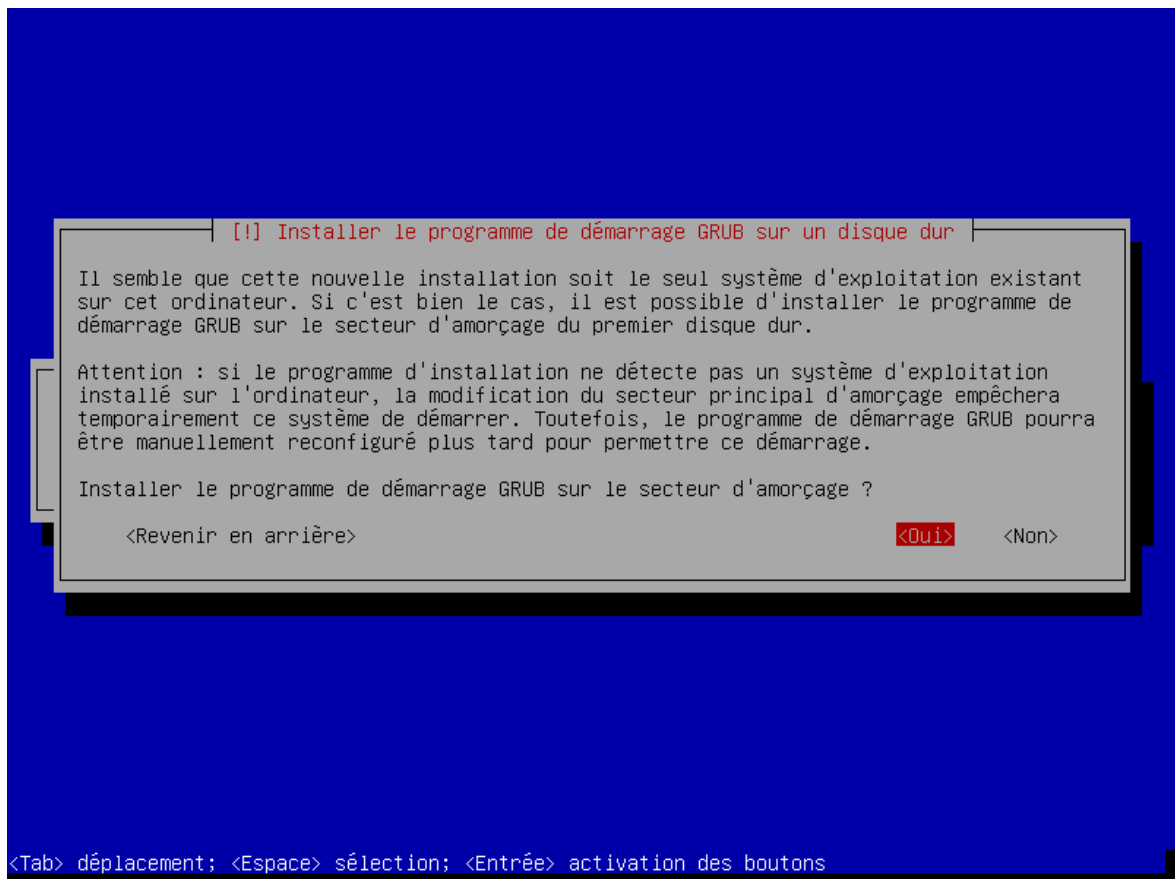 [!] Installer le programme de démarrage GRUB sur un disque dur
Il semble que cette nouvelle installation soit le seul système d'exploitation existant
sur cet ordinateur. Si c'est bien le cas, il est possible d'installer le programme de
démarrage GRUB sur le secteur d'amorçage du premier disque dur.
Attention : si le programme d'installation ne détecte pas un système d'exploitation
installé sur l'ordinateur, la modification du secteur principal d'amorçage empêchera
temporairement ce système de démarrer. Toutefois, le programme de démarrage GRUB pourra
être manuellement reconfiguré plus tard pour permettre ce démarrage.
Installer le programme de démarrage GRUB sur le secteur d'amorçage ?
<Revenir en arrière> <Oui> <Non>
<Tab> déplacement; <Espace> sélection; <Entrée> activation des boutons